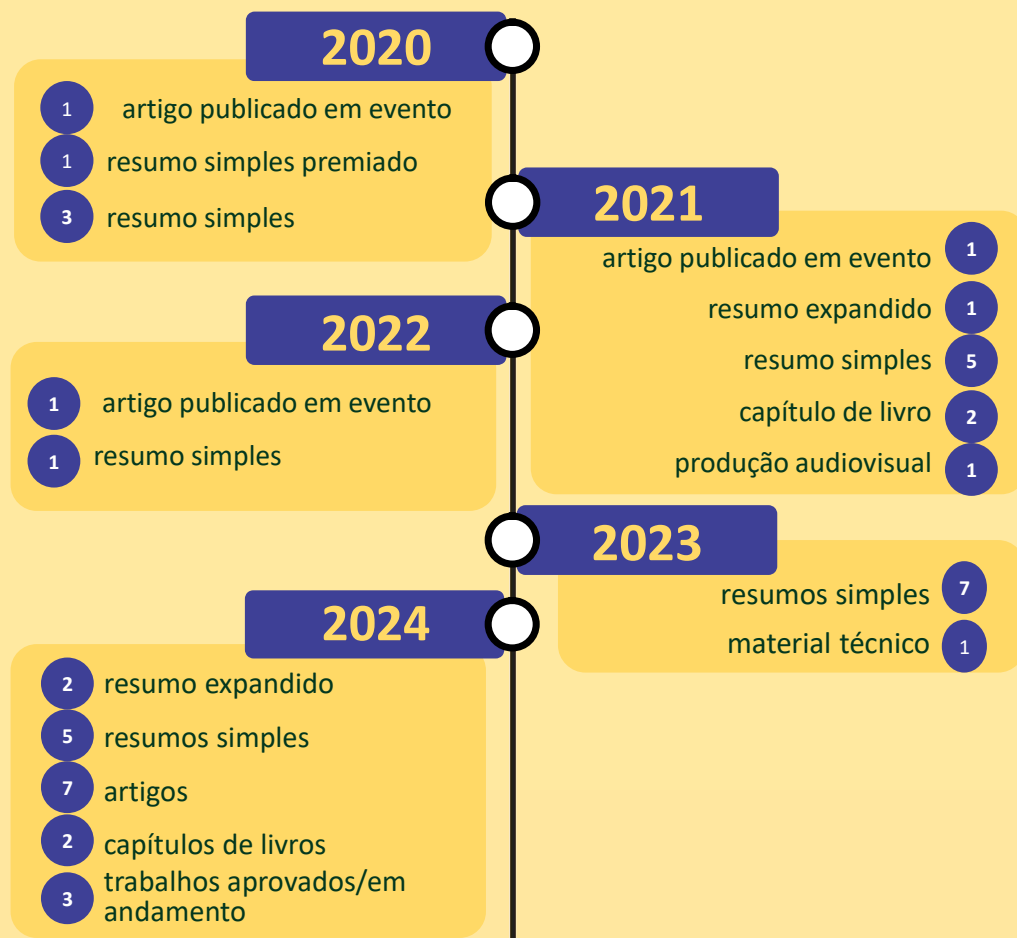 2020
1 artigo publicado em evento
1 resumo simples premiado
3 resumo simples
2021
artigo publicado em evento 1
resumo expandido 1
resumo simples 5
capítulo de livro 2
produção audiovisual 1
2022
1 artigo publicado em evento
1 resumo simples
2023
resumos simples 7
material técnico 1
2024
2 resumo expandido
5 resumos simples
7 artigos
2 capítulos de livros
3 trabalhos aprovados/em
andamento